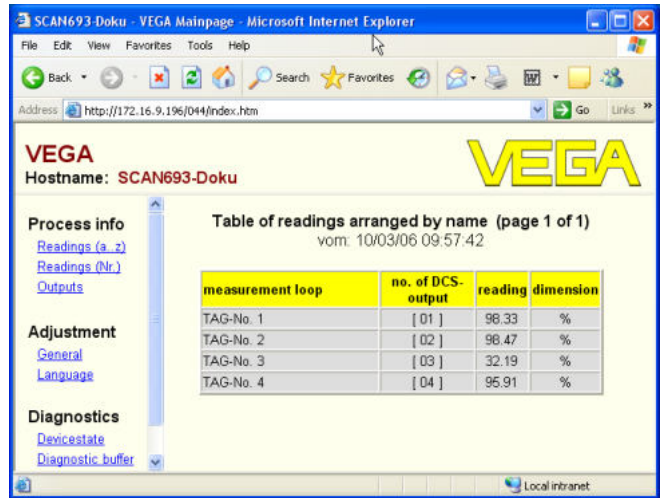 SCAN693-Doku - VEGA Mainpage - Microsoft Internet Explorer
File Edit View Favorites Tools Help
Back Search Favorites
Address http://172.16.9.196/044/index.htm Go Links »
VEGA
Hostname: SCAN693-Doku
VEGA
Process info
Readings (a..z)
Readings (Nr.)
Outputs
Adjustment
General
Language
Diagnostics
Devicestate
Diagnostic buffer
Table of readings arranged by name (page 1 of 1)
vom: 10/03/06 09:57:42
measurement loop no. of DCS-output reading dimension
TAG-No. 1 [ 01 ] 98.33 %
TAG-No. 2 [ 02 ] 98.47 %
TAG-No. 3 [ 03 ] 32.19 %
TAG-No. 4 [ 04 ] 95.91 %
Local intranet